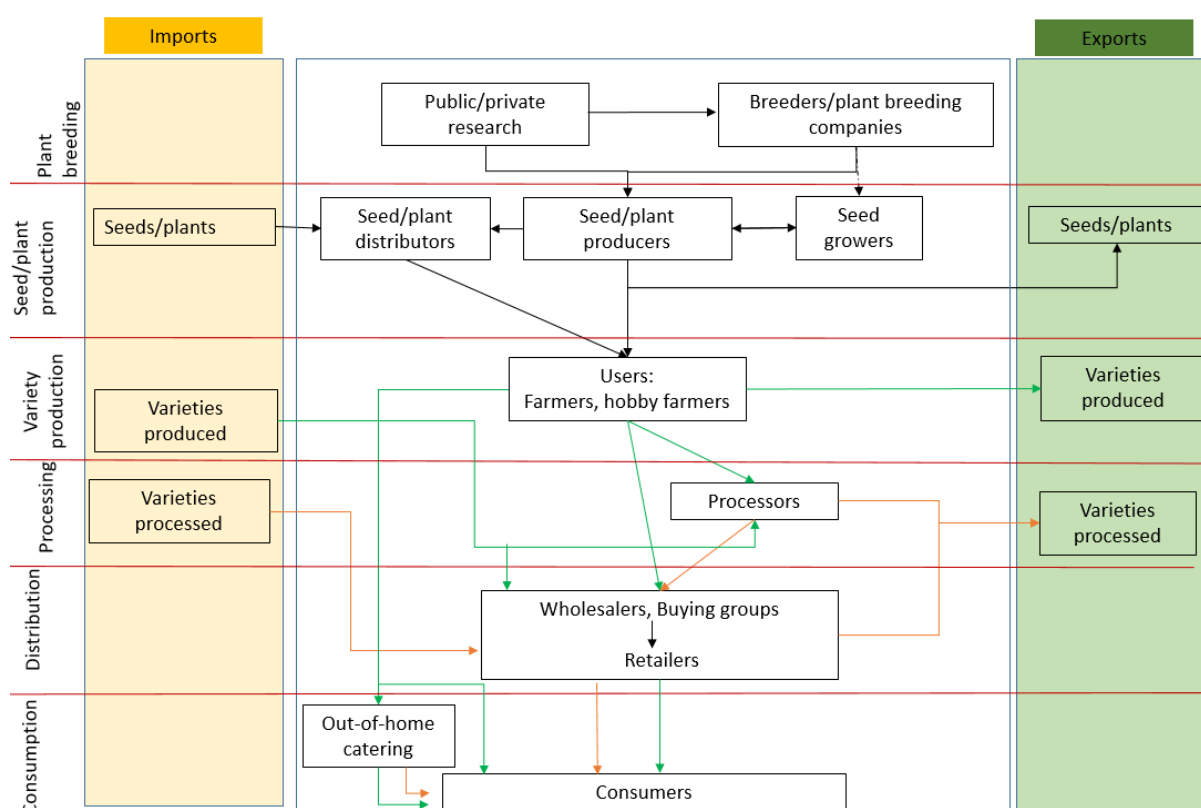 Imports
Exports
Plant
breeding
Public/private
research
Breeders/plant breeding
companies
Seed/plant
production
Seeds/plants
Seed/plant
distributors
Seed/plant
producers
Seed
growers
Seeds/plants
Variety
production
Varieties
produced
Users:
Farmers, hobby farmers
Varieties
produced
Processing
Varieties
processed
Processors
Varieties
processed
Distribution
Wholesalers, Buying groups
Retailers
Consumption
Out-of-home
catering
Consumers